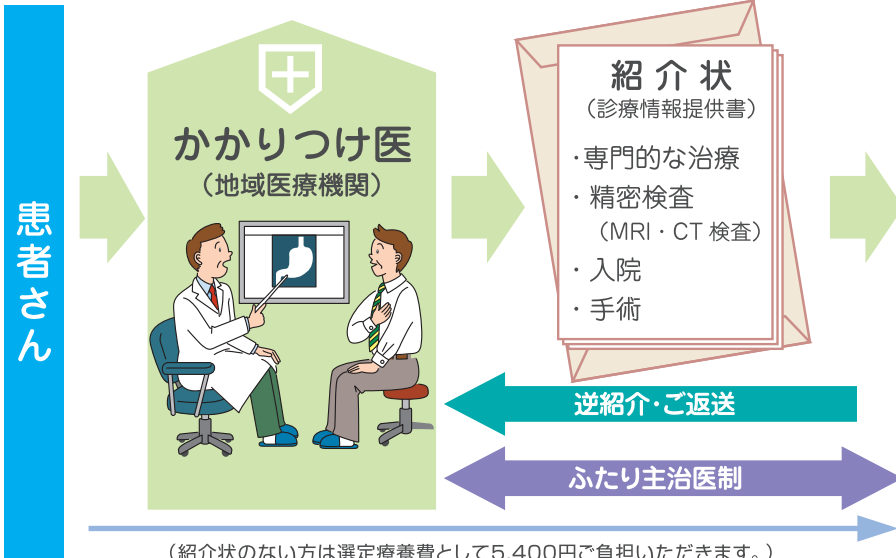 患者さん
かかりつけ医
（地域医療機関）
紹介状
（診療情報提供書）
・専門的な治療
・精密検査
（MRI・CT 検査）
・入院
・手術
逆紹介・ご返送
ふたり主治医制
（紹介状のない方は選定療養費として5,400円ご負担いただきます。）